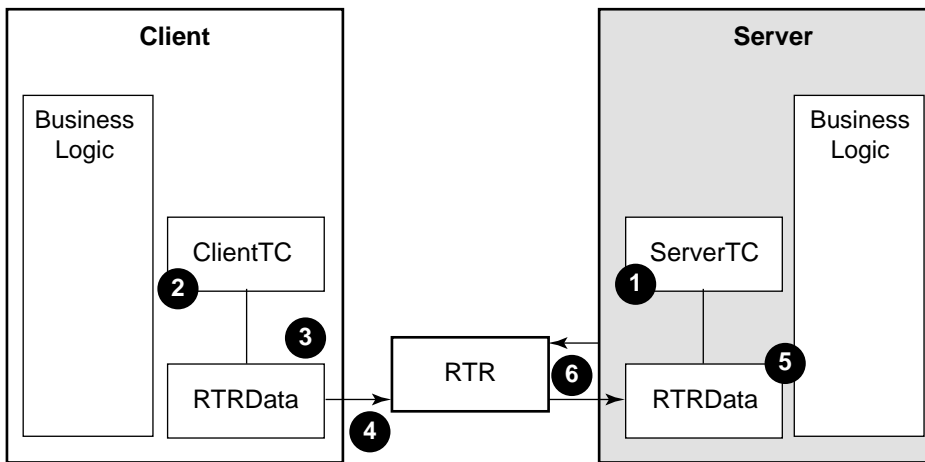 Client
Server
Business
Logic
Business
Logic
ClientTC
ServerTC
2
1
3
RTR
6
5
RTRData
RTRData
4